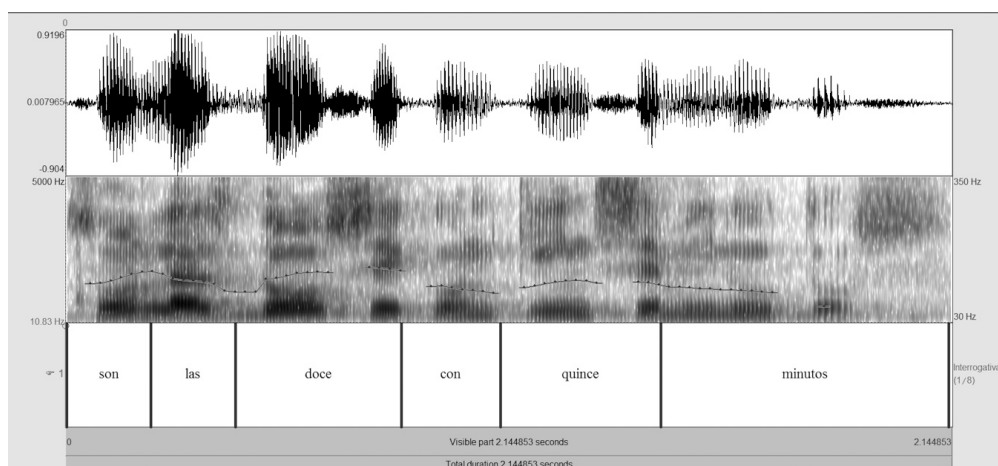 0
0.9196
0.007965
-0.904
5000 Hz
350 Hz
10.83 Hz
30 Hz
1
son
las
doce
con
quince
minutos
Interrogativa
(1/8)
0
Visible part 2.144853 seconds
2.144853
Total duration 2.144853 seconds